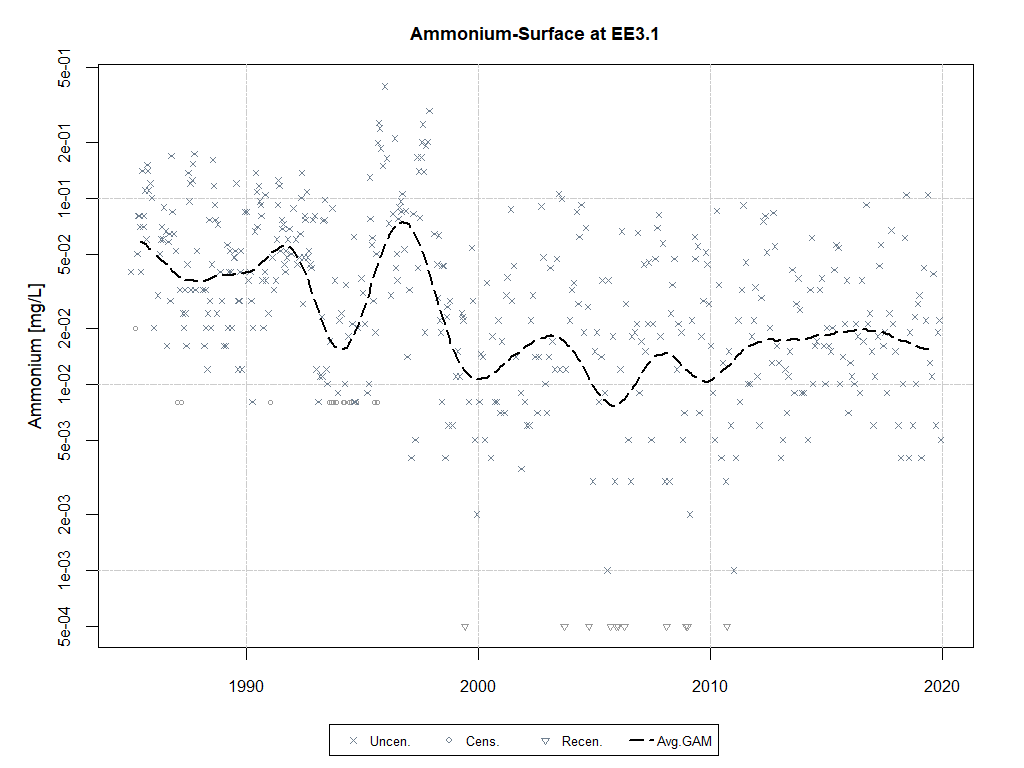 Ammonium-Surface at EE3.1
Ammonium [mg/L]
5e-01
2e-01
1e-01
5e-02
2e-02
1e-02
5e-03
2e-03
1e-03
5e-04
1990 2000 2010 2020
Uncen. Cens. Recen. Avg.GAM